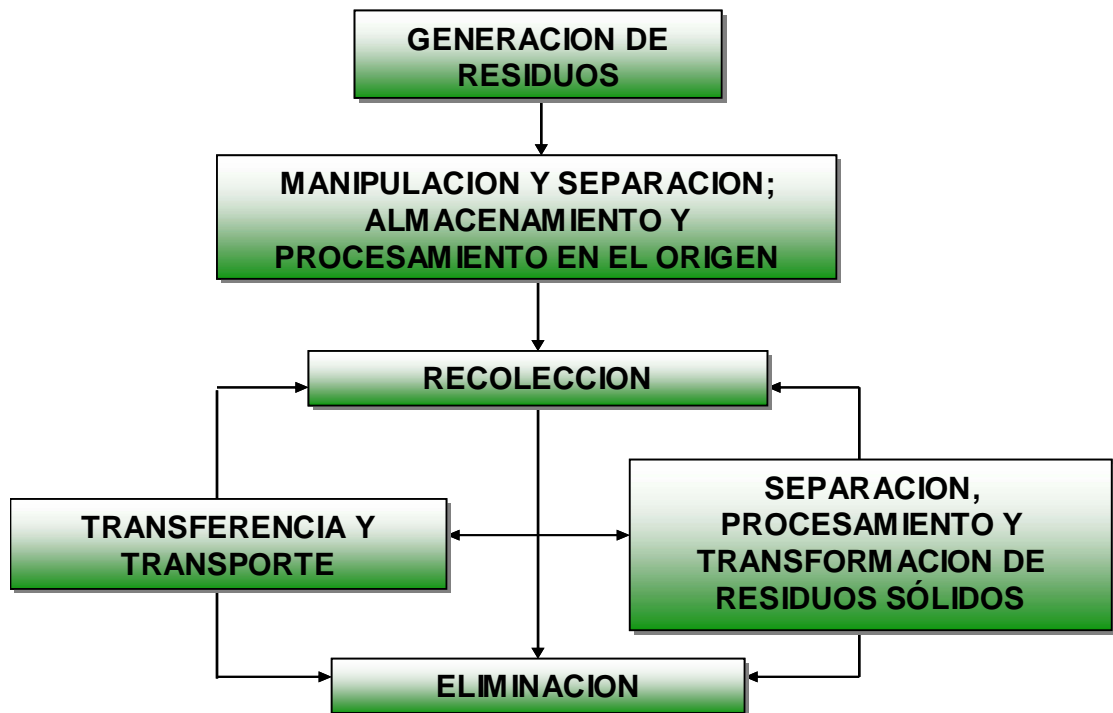 GENERACION DE
RESIDUOS
MANIPULACION Y SEPARACION;
ALMACENAMIENTO Y
PROCESAMIENTO EN EL ORIGEN
RECOLECCION
TRANSFERENCIA Y
TRANSPORTE
SEPARACION,
PROCESAMIENTO Y
TRANSFORMACION DE
RESIDUOS SÓLIDOS
ELIMINACION